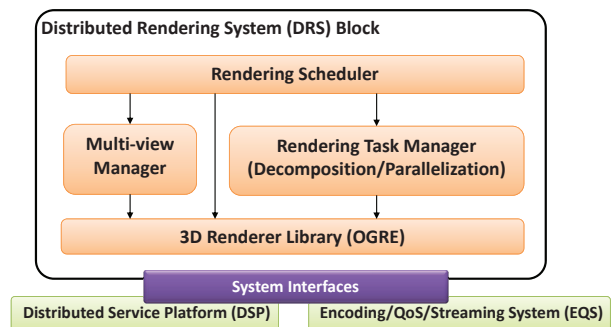 Distributed Rendering System (DRS) Block
Rendering Scheduler
Multi-view
Manager
Rendering Task Manager
(Decomposition/Parallelization)
3D Renderer Library (OGRE)
System Interfaces
Distributed Service Platform (DSP)
Encoding/QoS/Streaming System (EQS)